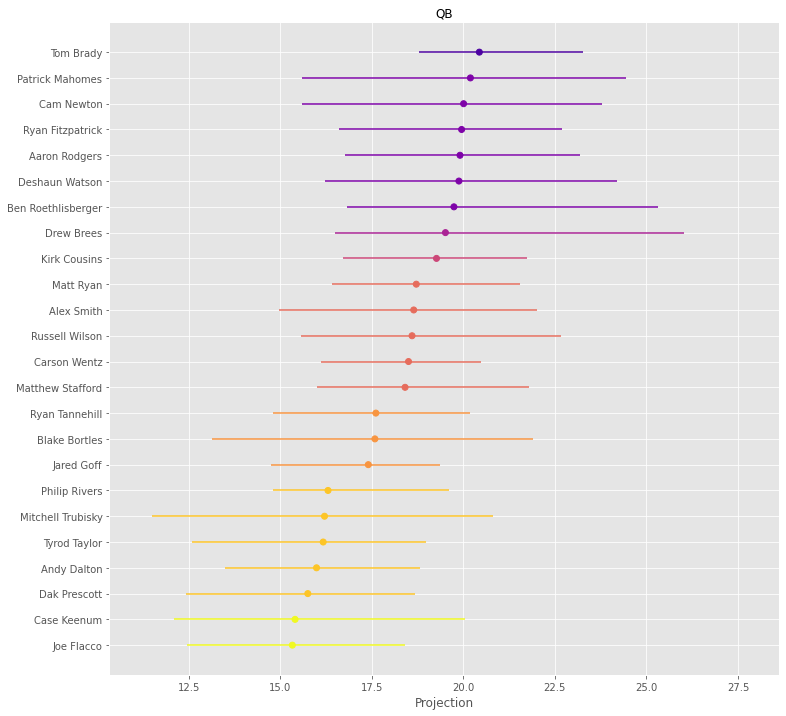 QB
Tom Brady
Patrick Mahomes
Cam Newton
Ryan Fitzpatrick
Aaron Rodgers
Deshaun Watson
Ben Roethlisberger
Drew Brees
Kirk Cousins
Matt Ryan
Alex Smith
Russell Wilson
Carson Wentz
Matthew Stafford
Ryan Tannehill
Blake Bortles
Jared Goff
Philip Rivers
Mitchell Trubisky
Tyrod Taylor
Andy Dalton
Dak Prescott
Case Keenum
Joe Flacco
12.5 15.0 17.5 20.0 22.5 25.0 27.5
Projection